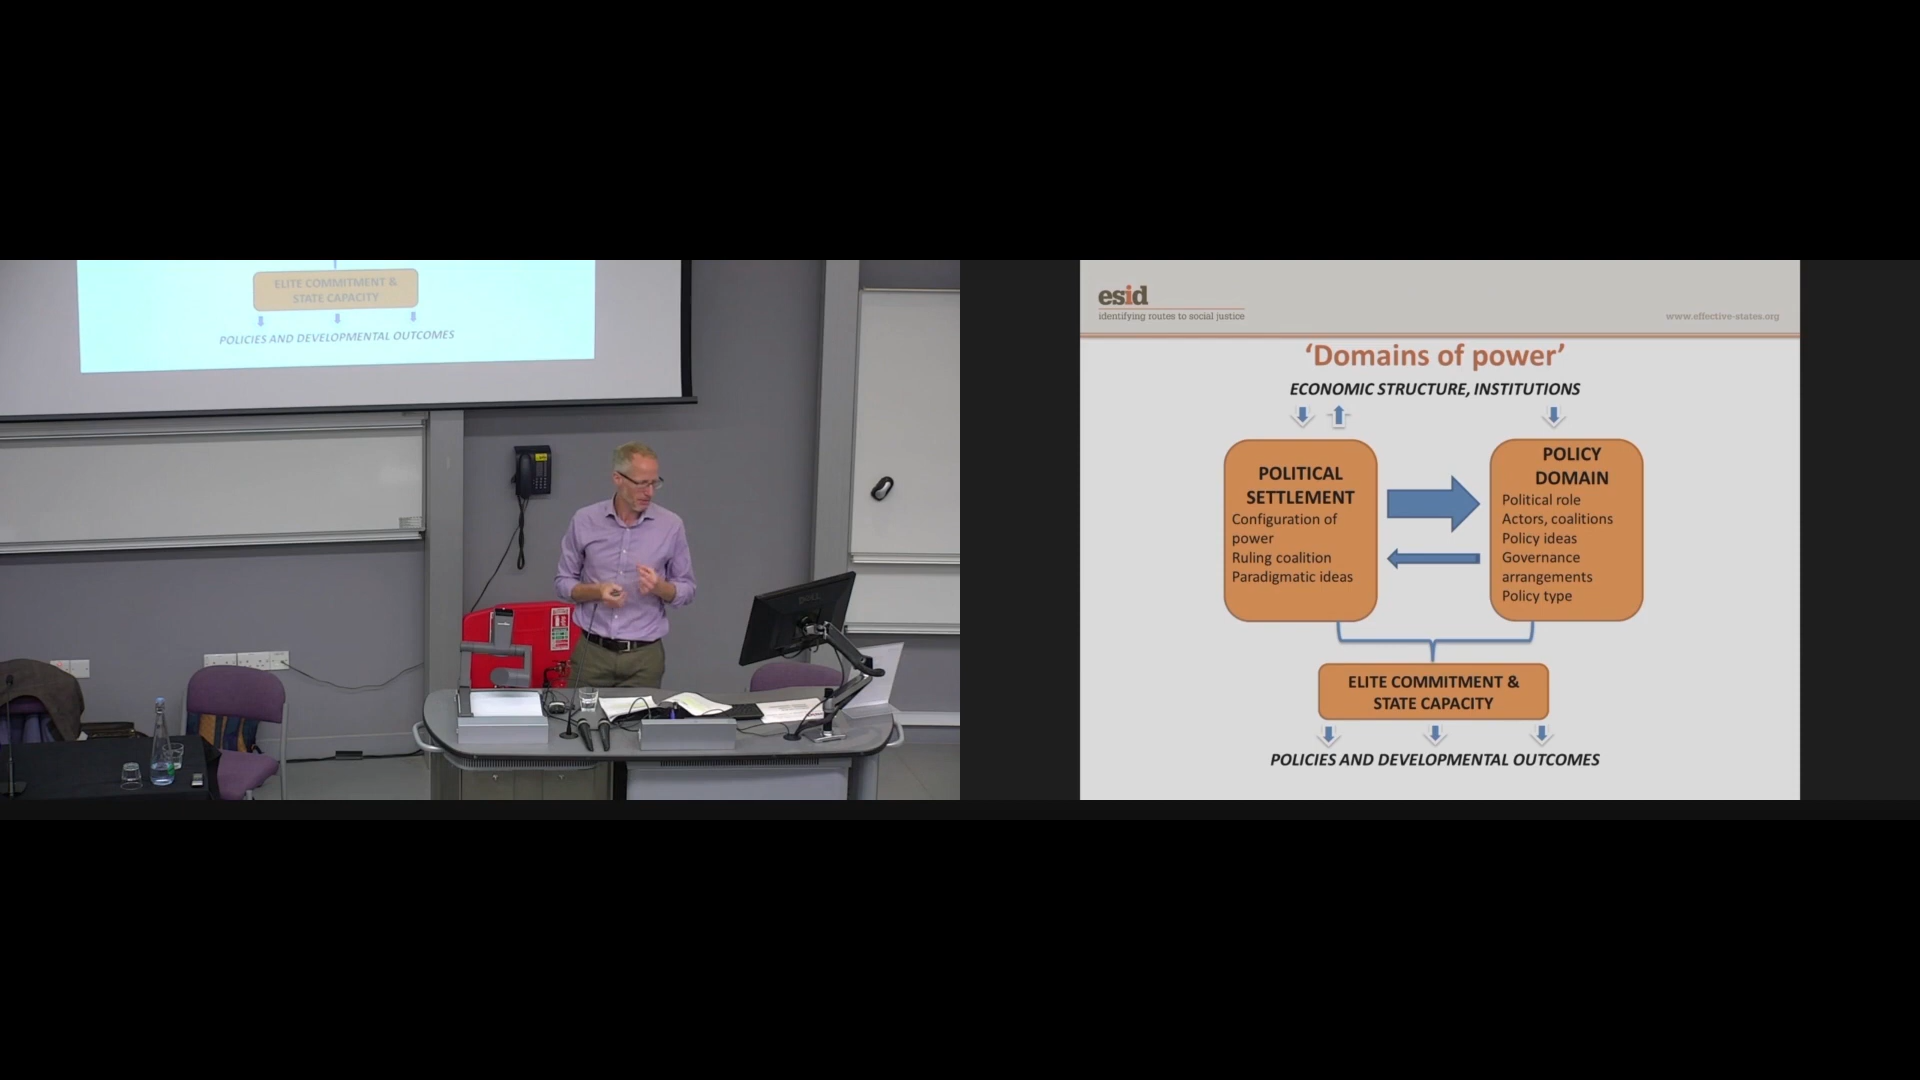 ELITE COMMITMENT &
STATE CAPACITY
POLICIES AND DEVELOPMENTAL OUTCOMES
DELL
esid
identifying routes to social justice
www.effective-states.org
‘Domains of power’
ECONOMIC STRUCTURE, INSTITUTIONS
POLITICAL
SETTLEMENT
Configuration of
power
Ruling coalition
Paradigmatic ideas
POLICY
DOMAIN
Political role
Actors, coalitions
Policy ideas
Governance
arrangements
Policy type
ELITE COMMITMENT &
STATE CAPACITY
POLICIES AND DEVELOPMENTAL OUTCOMES